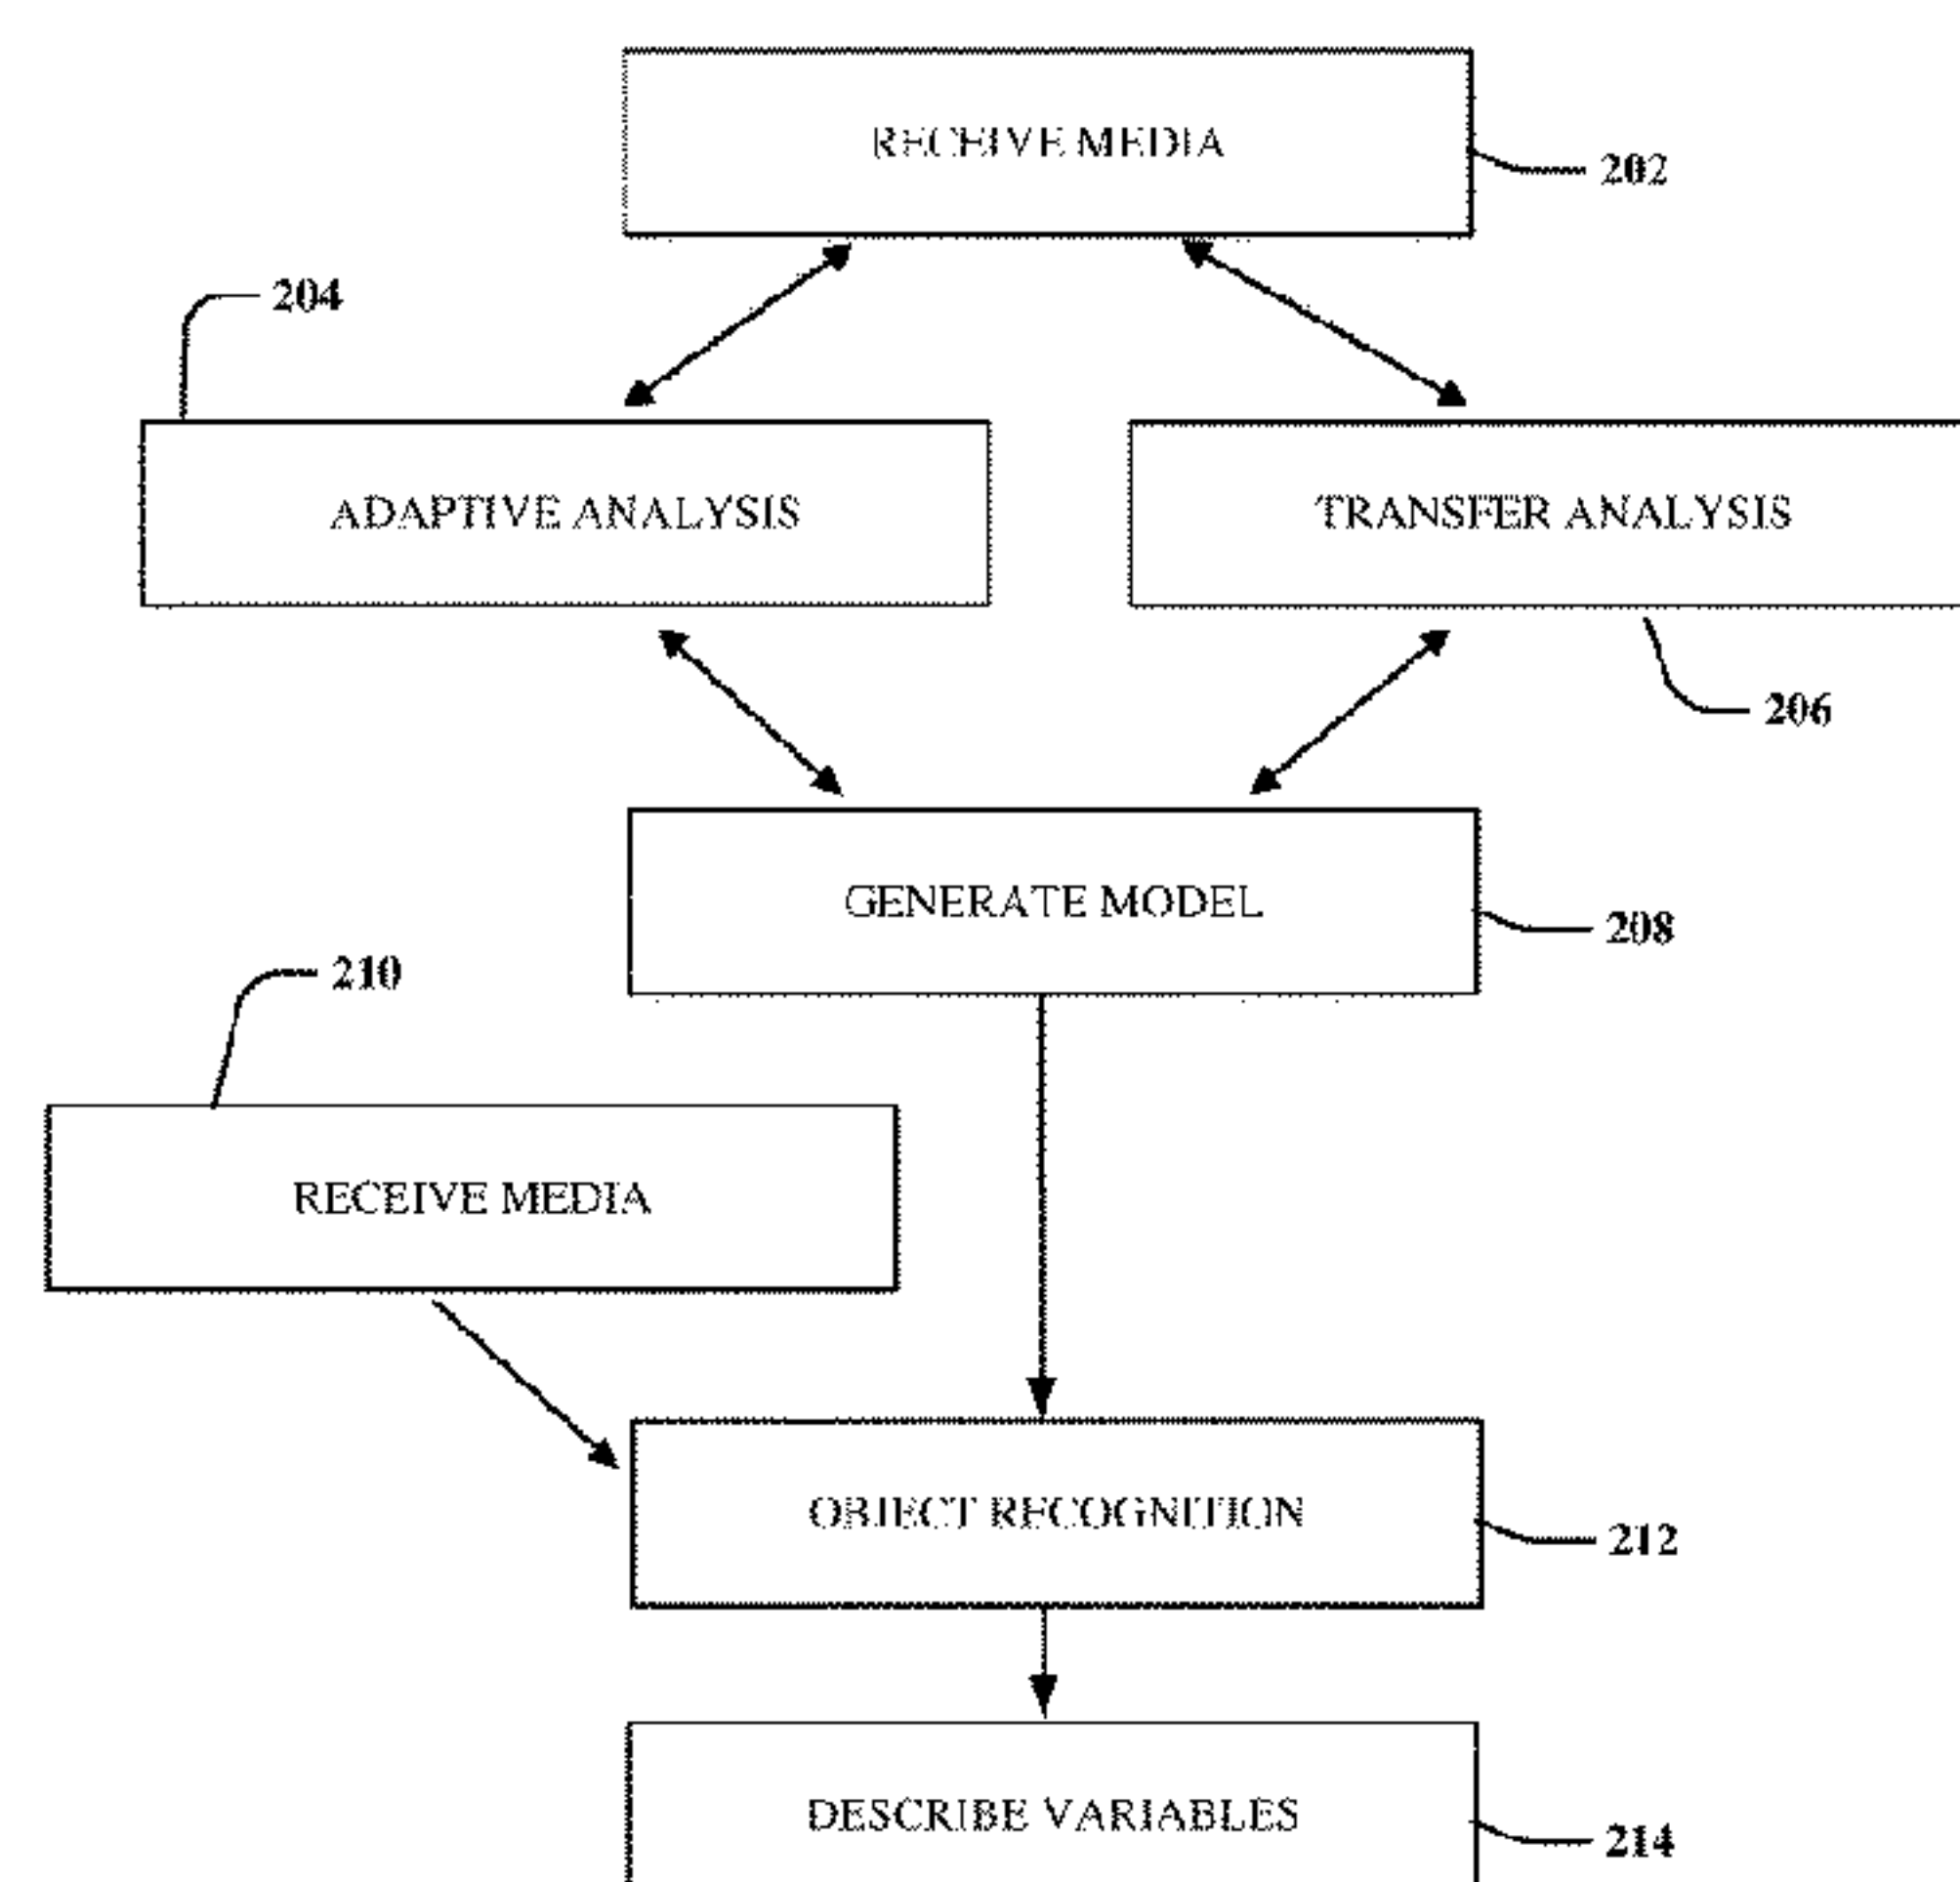 RECEIVE MEDIA
202
204
ADAPTIVE ANALYSIS
TRANSFER ANALYSIS
206
GENERATE MODEL
208
210
RECEIVE MEDIA
OBJECT RECOGNITION
212
DESCRIBE VARIABLES
214